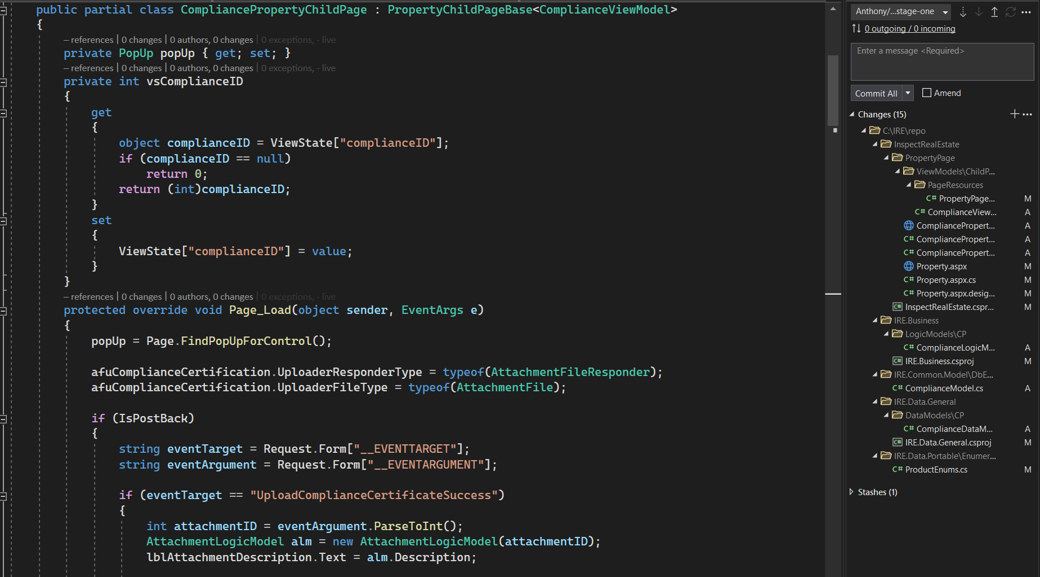 public partial class CompliancePropertyChildPage : PropertyChildPageBase<ComplianceViewModel>
{
– references | 0 changes | 0 authors, 0 changes | 0 exceptions, - live
private PopUp popUp { get; set; }
– references | 0 changes | 0 authors, 0 changes | 0 exceptions, - live
private int vsComplianceID
{
get
{
object complianceID = ViewState["complianceID"];
if (complianceID == null)
return 0;
return (int)complianceID;
}
set
{
ViewState["complianceID"] = value;
}
}
– references | 0 changes | 0 authors, 0 changes | 0 exceptions, - live
protected override void Page_Load(object sender, EventArgs e)
{
popUp = Page.FindPopUpForControl();
afuComplianceCertification.UploaderResponderType = typeof(AttachmentFileResponder);
afuComplianceCertification.UploaderFileType = typeof(AttachmentFile);
if (IsPostBack)
{
string eventTarget = Request.Form["__EVENTTARGET"];
string eventArgument = Request.Form["__EVENTARGUMENT"];
if (eventTarget == "UploadComplianceCertificateSuccess")
{
int attachmentID = eventArgument.ParseToInt();
AttachmentLogicModel alm = new AttachmentLogicModel(attachmentID);
lblAttachmentDescription.Text = alm.Description;
Anthony/...stage-one
0 outgoing / 0 incoming
Enter a message <Required>
Commit All
Amend
Changes (15)
C:\IRE\repo
InspectRealEstate
PropertyPage
ViewModels\ChildP...
PageResources
C# PropertyPage... M
C# ComplianceView... A
CompliancePropert... A
C# CompliancePropert... A
C# CompliancePropert... A
Property.aspx M
C# Property.aspx.cs M
C# Property.aspx.desig... M
C# InspectRealEstate.cspr... M
IRE.Business
LogicModels\CP
C# ComplianceLogicM... A
C# IRE.Business.csproj M
IRE.Common.Model\DbE...
C# ComplianceModel.cs A
IRE.Data.General
DataModels\CP
C# ComplianceDataM... A
C# IRE.Data.General.csproj M
IRE.Data.Portable\Enumer...
C# ProductEnums.cs M
Stashes (1)